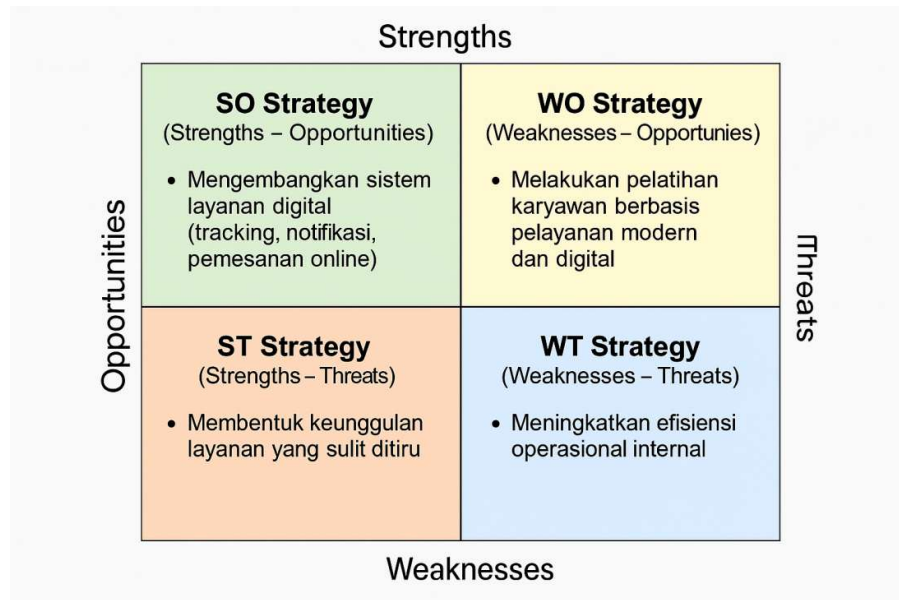 Strengths
SO Strategy
(Strengths – Opportunities)
• Mengembangkan sistem
layanan digital
(tracking, notifikasi,
pemesanan online)
WO Strategy
(Weaknesses – Opportunies)
• Melakukan pelatihan
karyawan berbasis
pelayanan modern
dan digital
Opportunities
Threats
ST Strategy
(Strengths – Threats)
• Membentuk keunggulan
layanan yang sulit ditiru
WT Strategy
(Weaknesses – Threats)
• Meningkatkan efisiensi
operasional internal
Weaknesses